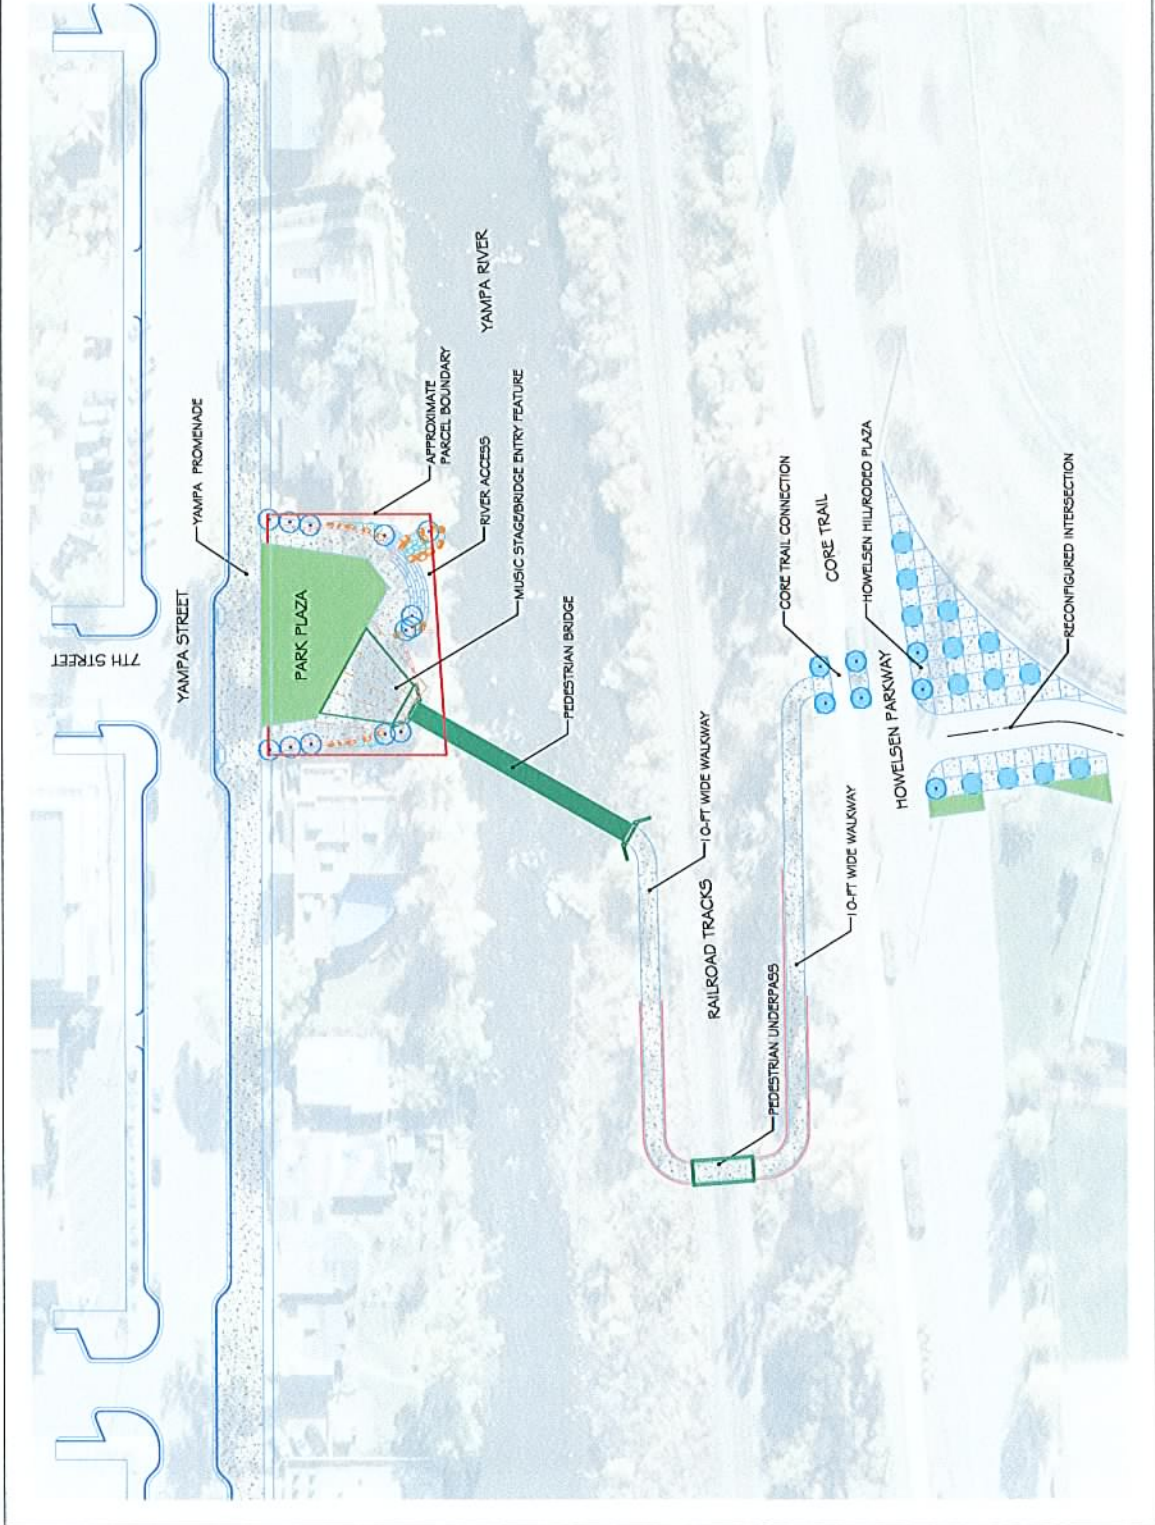 7TH STREET
YAMPA STREET
YAMPA PROMENADE
PARK PLAZA
APPROXIMATE
PARCEL BOUNDARY
YAMPA RIVER
RIVER ACCESS
MUSIC STAGE/BRIDGE ENTRY FEATURE
PEDESTRIAN BRIDGE
10-FT WIDE WALKWAY
RAILROAD TRACKS
PEDESTRIAN UNDERPASS
CORE TRAIL CONNECTION
CORE TRAIL
10-FT WIDE WALKWAY
HOWELSEN HILL/RODEO PLAZA
HOWELSEN PARKWAY
RECONFIGURED INTERSECTION